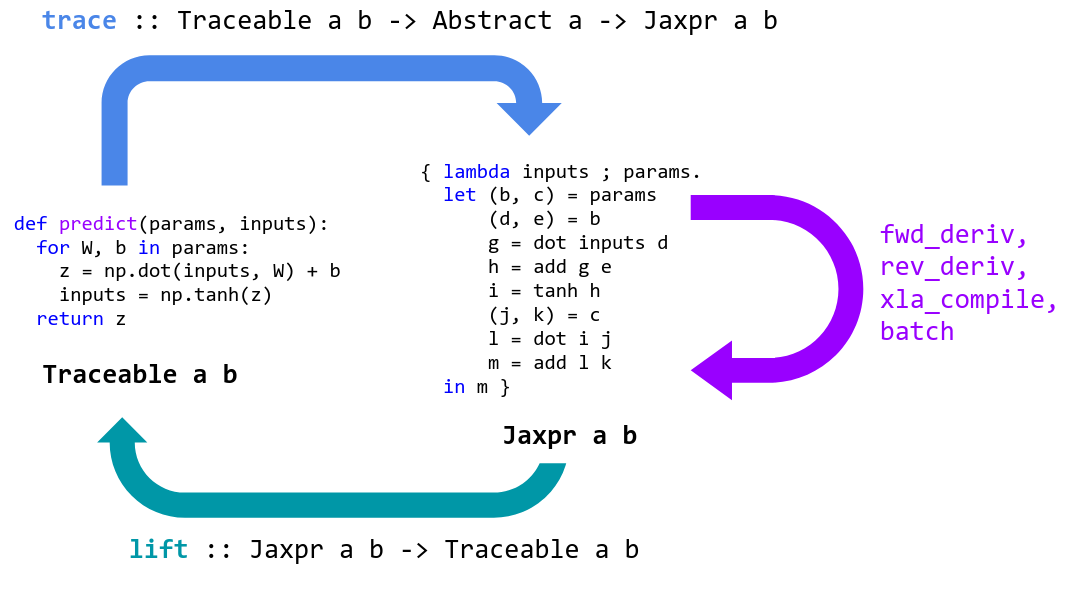 trace :: Traceable a b -> Abstract a -> Jaxpr a b
def predict(params, inputs):
  for W, b in params:
    z = np.dot(inputs, W) + b
    inputs = np.tanh(z)
  return z
Traceable a b
{ lambda inputs ; params.
  let (b, c) = params
      (d, e) = b
      g = dot inputs d
      h = add g e
      i = tanh h
      (j, k) = c
      l = dot i j
      m = add l k
  in m }
Jaxpr a b
fwd_deriv,
rev_deriv,
xla_compile,
batch
lift :: Jaxpr a b -> Traceable a b